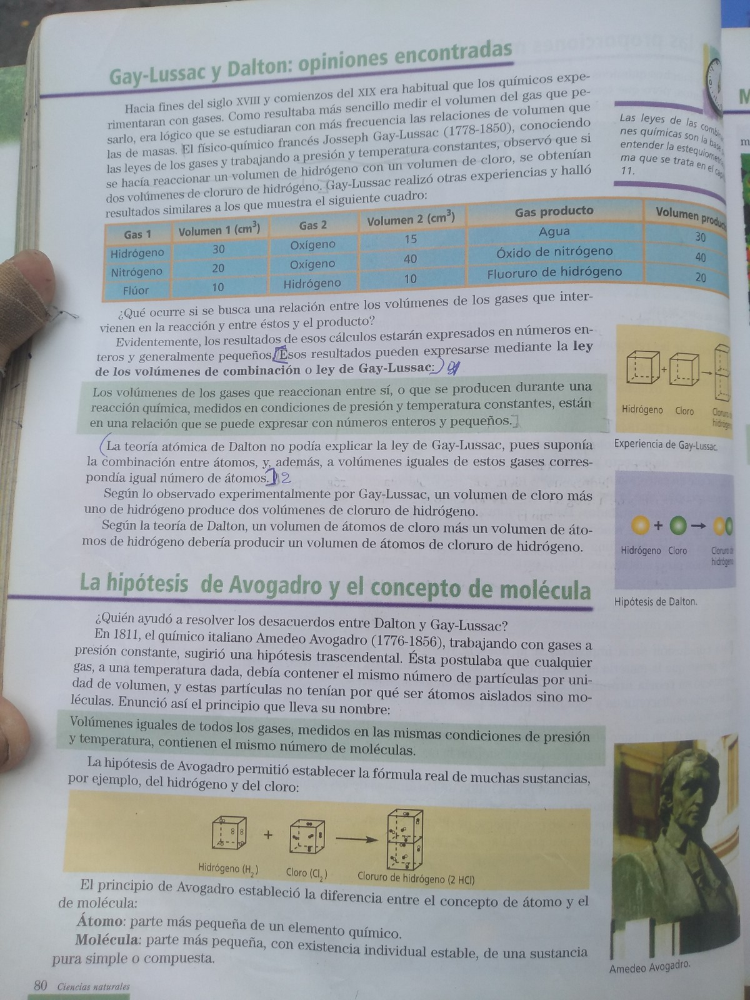 Gay-Lussac y Dalton: opiniones encontradas
Hacia fines del siglo XVIII y comienzos del XIX era habitual que los químicos expe-
rimentaran con gases. Como resultaba más sencillo medir el volumen del gas que pe-
sarlo, era lógico que se estudiaran con más frecuencia las relaciones de volumen que
las de masas. El físico-químico francés Josseph Gay-Lussac (1778-1850), conociendo
las leyes de los gases y trabajando a presión y temperatura constantes, observó que si
se hacía reaccionar un volumen de hidrógeno con un volumen de cloro, se obtenían
dos volúmenes de cloruro de hidrógeno. Gay-Lussac realizó otras experiencias y halló
resultados similares a los que muestra el siguiente cuadro:
Gas 1 Volumen 1 (cm³) Gas 2 Volumen 2 (cm³) Gas producto Volumen produc
Hidrógeno 30 Oxígeno 15 Agua 30
Nitrógeno 20 Oxígeno 40 Óxido de nitrógeno 40
Flúor 10 Hidrógeno 10 Fluoruro de hidrógeno 20
¿Qué ocurre si se busca una relación entre los volúmenes de los gases que inter-
vienen en la reacción y entre éstos y el producto?
Evidentemente, los resultados de esos cálculos estarán expresados en números en-
teros y generalmente pequeños. Esos resultados pueden expresarse mediante la ley
de los volúmenes de combinación o ley de Gay-Lussac:
Los volúmenes de los gases que reaccionan entre sí, o que se producen durante una
reacción química, medidos en condiciones de presión y temperatura constantes, están
en una relación que se puede expresar con números enteros y pequeños.
La teoría atómica de Dalton no podía explicar la ley de Gay-Lussac, pues suponía
la combinación entre átomos, y, además, a volúmenes iguales de estos gases corres-
pondía igual número de átomos. 2
Según lo observado experimentalmente por Gay-Lussac, un volumen de cloro más
uno de hidrógeno produce dos volúmenes de cloruro de hidrógeno.
Según la teoría de Dalton, un volumen de átomos de cloro más un volumen de áto-
mos de hidrógeno debería producir un volumen de átomos de cloruro de hidrógeno.
La hipótesis de Avogadro y el concepto de molécula
¿Quién ayudó a resolver los desacuerdos entre Dalton y Gay-Lussac?
En 1811, el químico italiano Amedeo Avogadro (1776-1856), trabajando con gases a
presión constante, sugirió una hipótesis trascendental. Ésta postulaba que cualquier
gas, a una temperatura dada, debía contener el mismo número de partículas por uni-
dad de volumen, y estas partículas no tenían por qué ser átomos aislados sino mo-
léculas. Enunció así el principio que lleva su nombre:
Volúmenes iguales de todos los gases, medidos en las mismas condiciones de presión
y temperatura, contienen el mismo número de moléculas.
La hipótesis de Avogadro permitió establecer la fórmula real de muchas sustancias,
por ejemplo, del hidrógeno y del cloro:
+
Hidrógeno (H₂) Cloro (Cl₂) Cloruro de hidrógeno (2 HCl)
El principio de Avogadro estableció la diferencia entre el concepto de átomo y el
de molécula:
Átomo: parte más pequeña de un elemento químico.
Molécula: parte más pequeña, con existencia individual estable, de una sustancia
pura simple o compuesta.
80 Ciencias naturales
Las leyes de las combi
nes químicas son la base
entender la estequiometrí
ma que se trata en el cap
11.
+
Hidrógeno Cloro Cloruro
hidrógeno
Experiencia de Gay-Lussac.
+
Hidrógeno Cloro Cloruro de
hidrógeno
Hipótesis de Dalton.
Amedeo Avogadro.
M
m